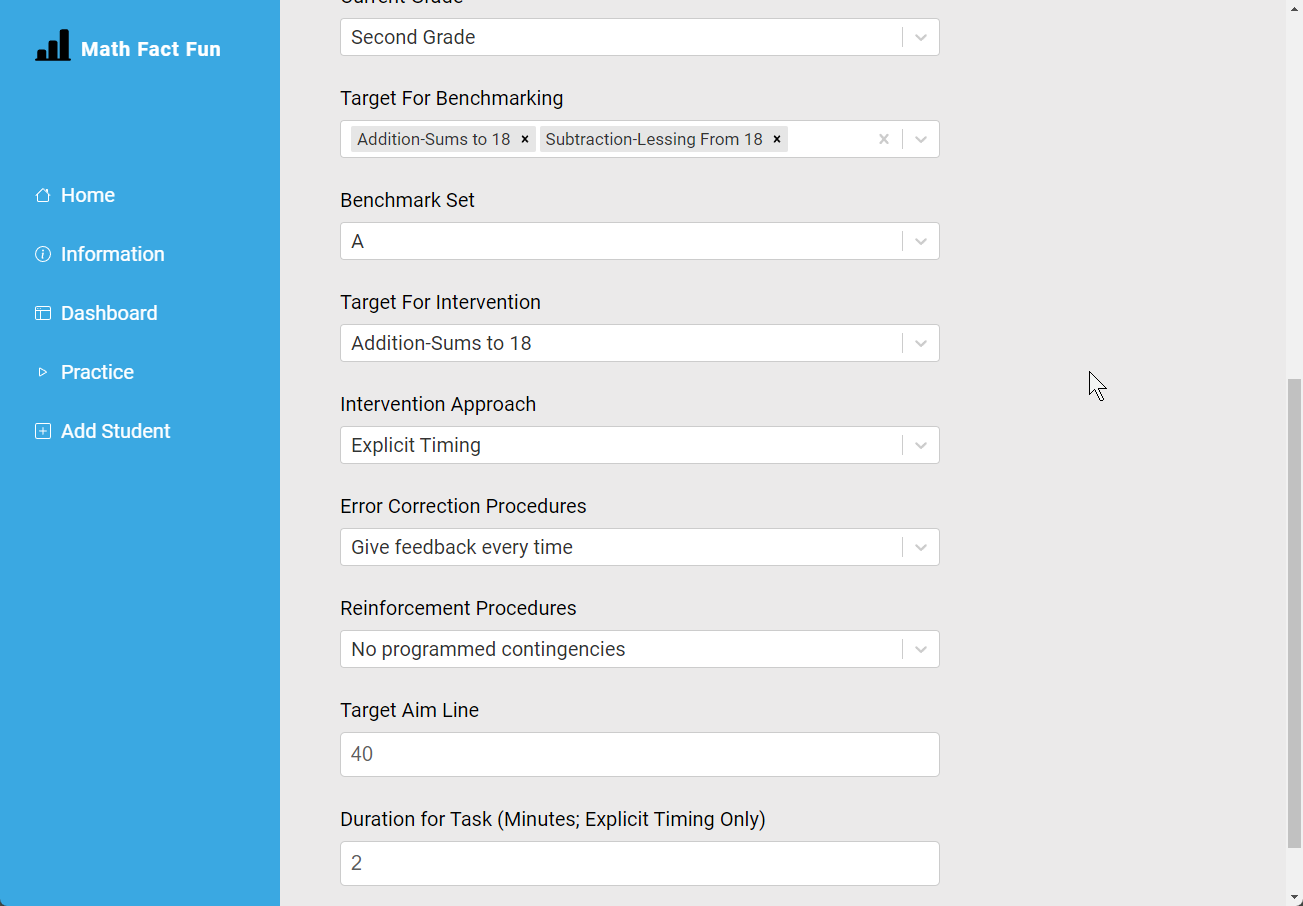 Math Fact Fun
Home
Information
Dashboard
Practice
Add Student
Current Grade
Second Grade
Target For Benchmarking
Addition-Sums to 18 × Subtraction-Lessing From 18 ×
Benchmark Set
A
Target For Intervention
Addition-Sums to 18
Intervention Approach
Explicit Timing
Error Correction Procedures
Give feedback every time
Reinforcement Procedures
No programmed contingencies
Target Aim Line
40
Duration for Task (Minutes; Explicit Timing Only)
2